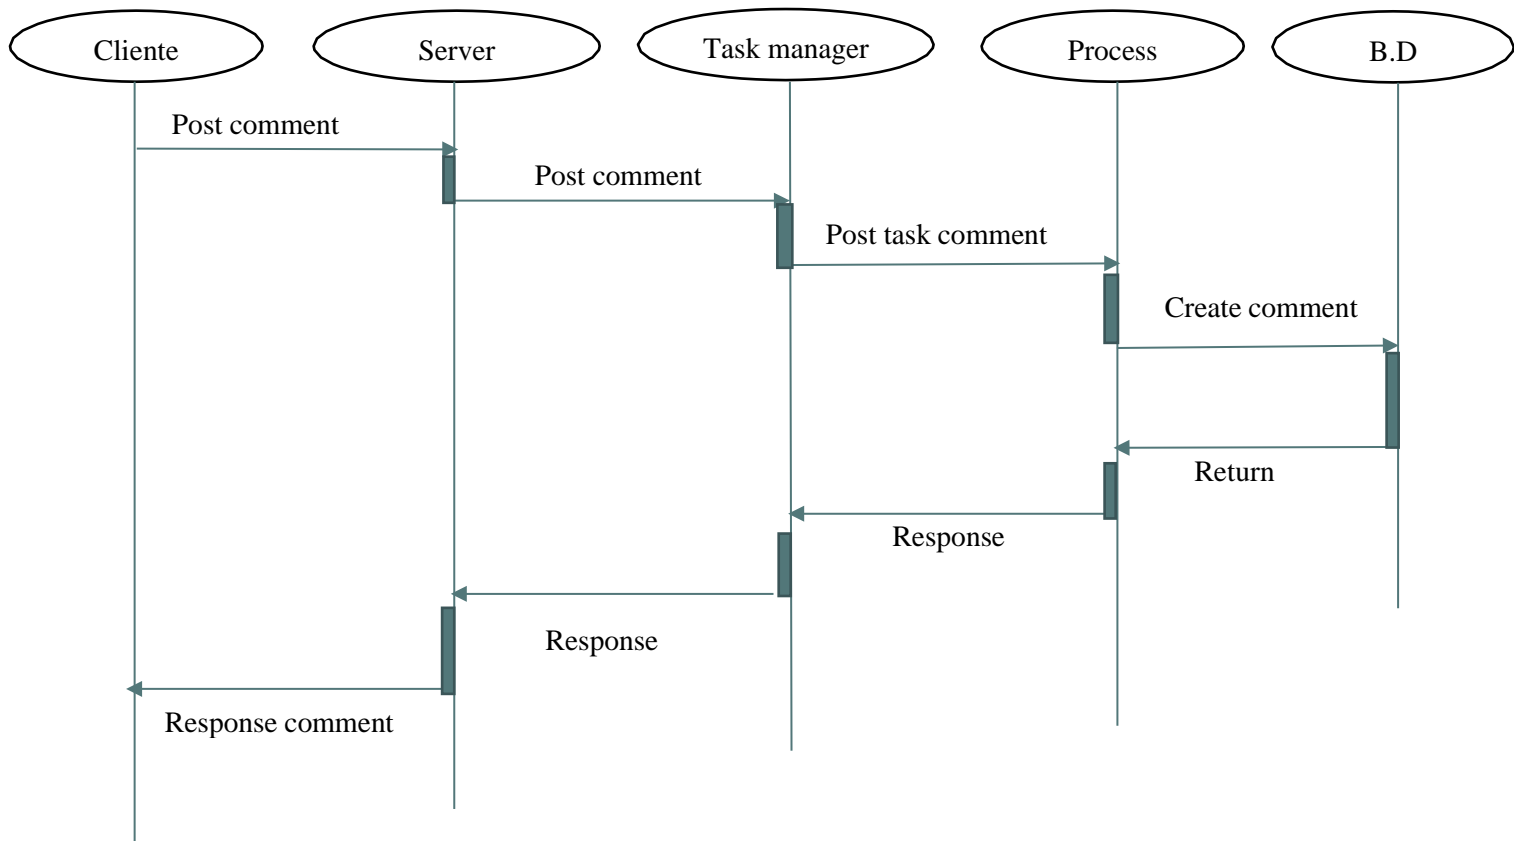 Cliente
Server
Task manager
Process
B.D
Post comment
Post comment
Post task comment
Create comment
Return
Response
Response
Response comment